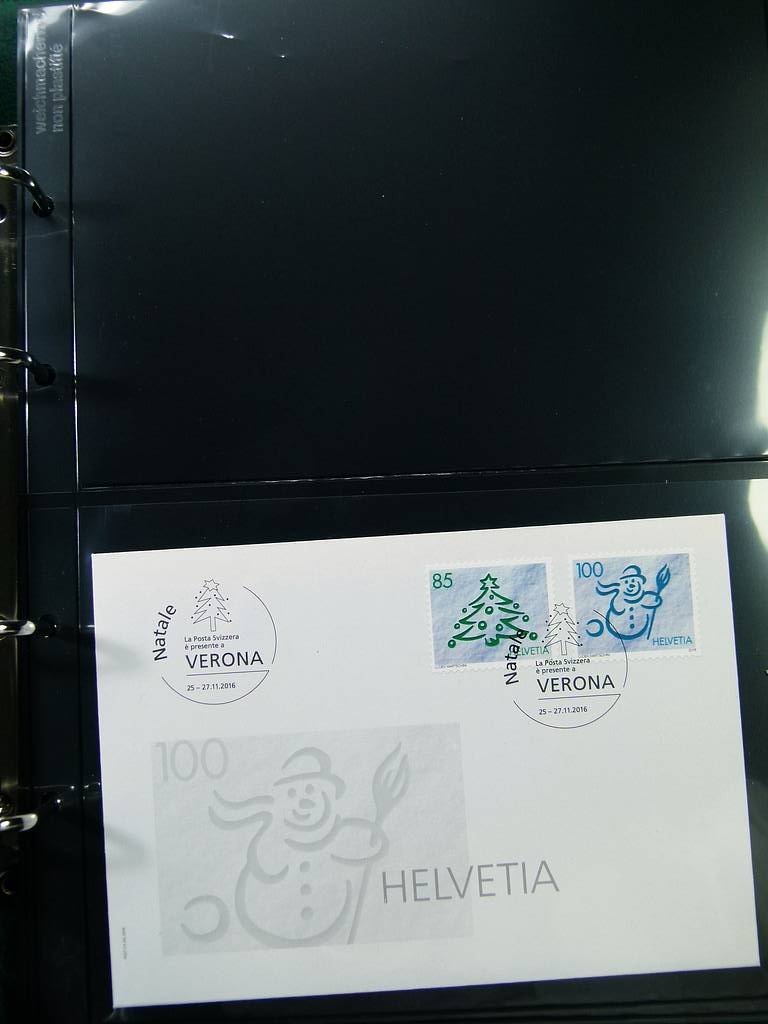 weichmacherfrei
non plastifié
Natale
La Posta Svizzera
è presente a
VERONA
25 – 27.11.2016
85
HELVETIA
100
HELVETIA
Natale
La Posta Svizzera
è presente a
VERONA
25 – 27.11.2016
100
HELVETIA